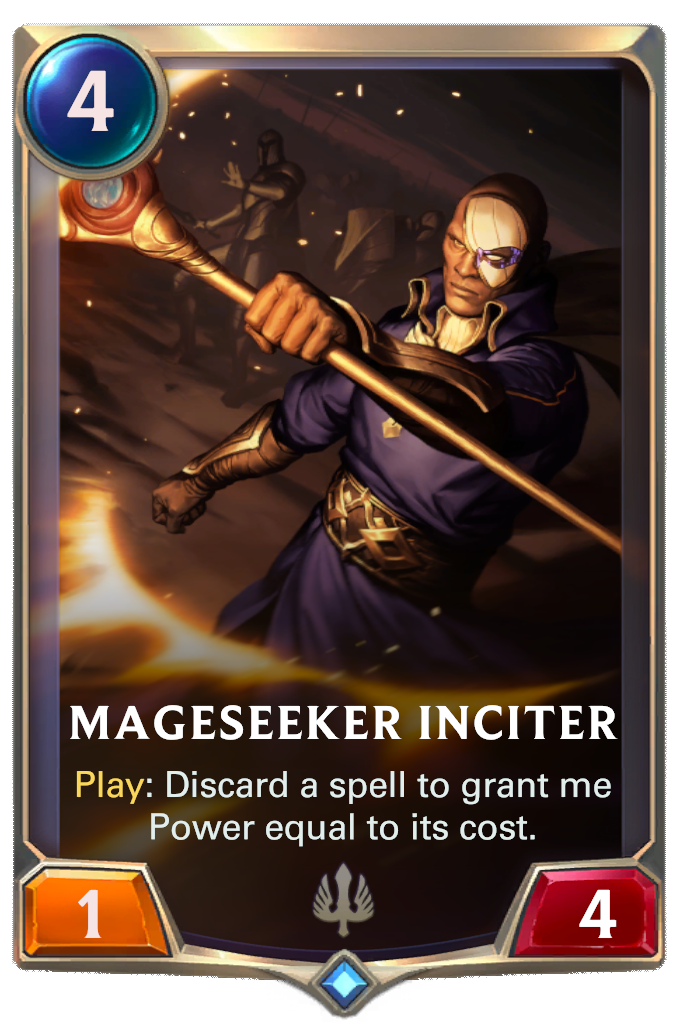 4
MAGESEEKER INCITER
Play: Discard a spell to grant me
Power equal to its cost.
1
4